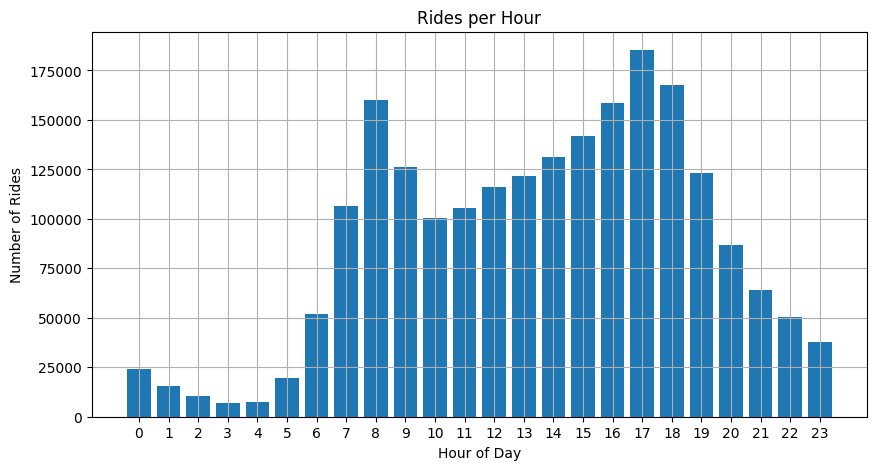 Rides per Hour
Number of Rides
175000
150000
125000
100000
75000
50000
25000
0
0 1 2 3 4 5 6 7 8 9 10 11 12 13 14 15 16 17 18 19 20 21 22 23
Hour of Day